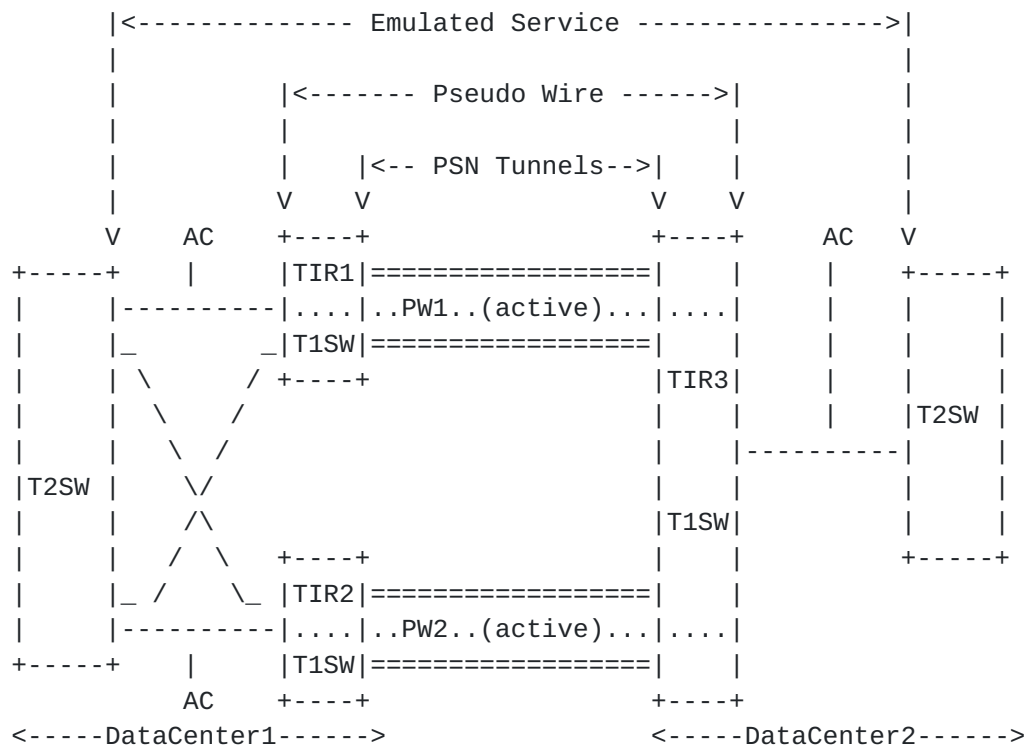 |<-------------- Emulated Service ---------------->|
|                                                  |
|          |<------- Pseudo Wire ------>|          |
|          |                            |          |
|          |    |<-- PSN Tunnels-->|    |          |
|          V    V                  V    V          |
V    AC    +----+                  +----+     AC   V
+-----+    |     |TIR1|==================|    |     |    +-----+
|     |----------|....|..PW1..(active)...|....|     |    |     |
|     |_        _|T1SW|==================|    |     |    |     |
|     | \      / +----+                  |TIR3|     |    |     |
|     |  \    /                          |    |     |    |T2SW |
|     |   \  /                           |    |----------|     |
|T2SW |    \/                            |    |          |     |
|     |    /\                            |T1SW|          |     |
|     |   /  \   +----+                  |    |          +-----+
|     |_ /    \_ |TIR2|==================|    |
|     |----------|....|..PW2..(active)...|....|
+-----+    |     |T1SW|==================|    |
AC    +----+                  +----+
<-----DataCenter1------>                 <-----DataCenter2------>